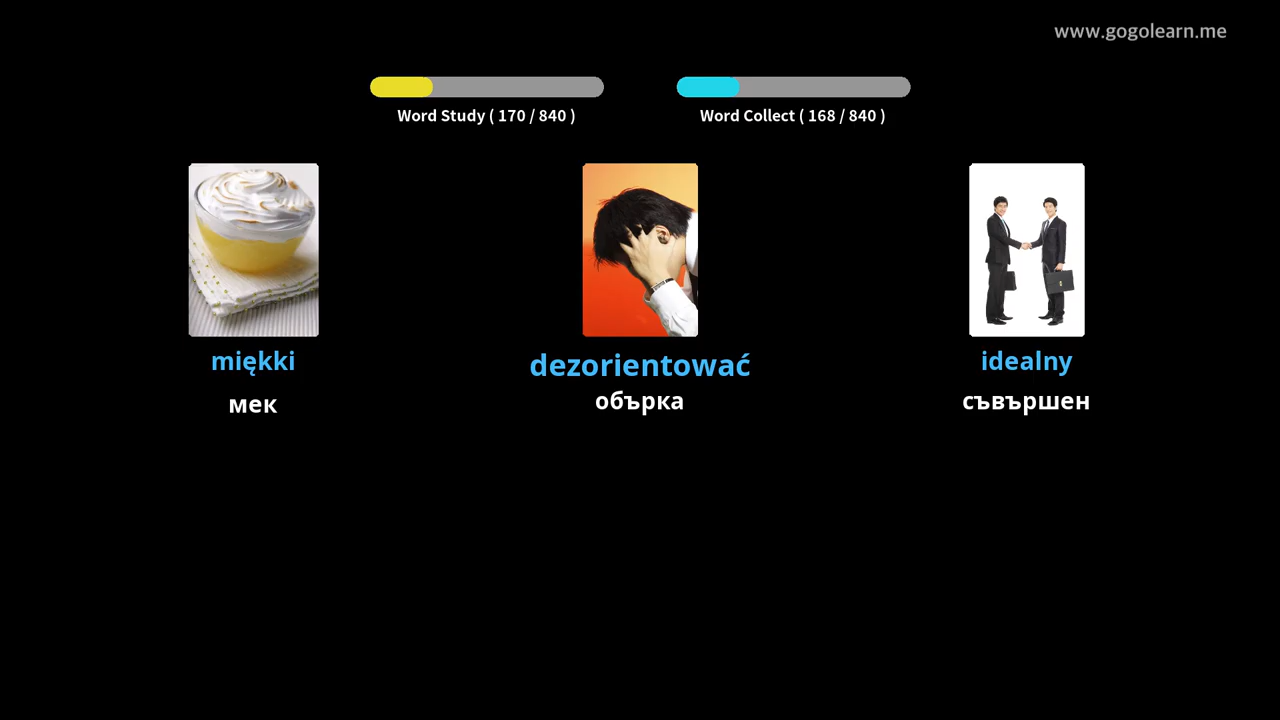 www.gogolearn.me
Word Study ( 170 / 840 )
Word Collect ( 168 / 840 )
miękki
мек
dezorientować
обърка
idealny
съвършен